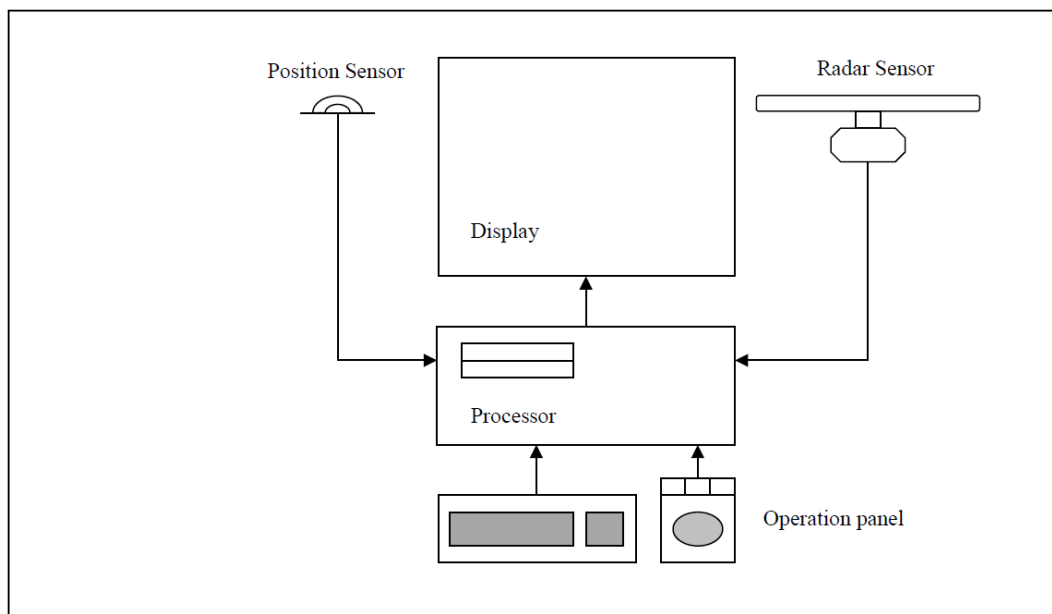 Position Sensor
Radar Sensor
Display
Processor
Operation panel